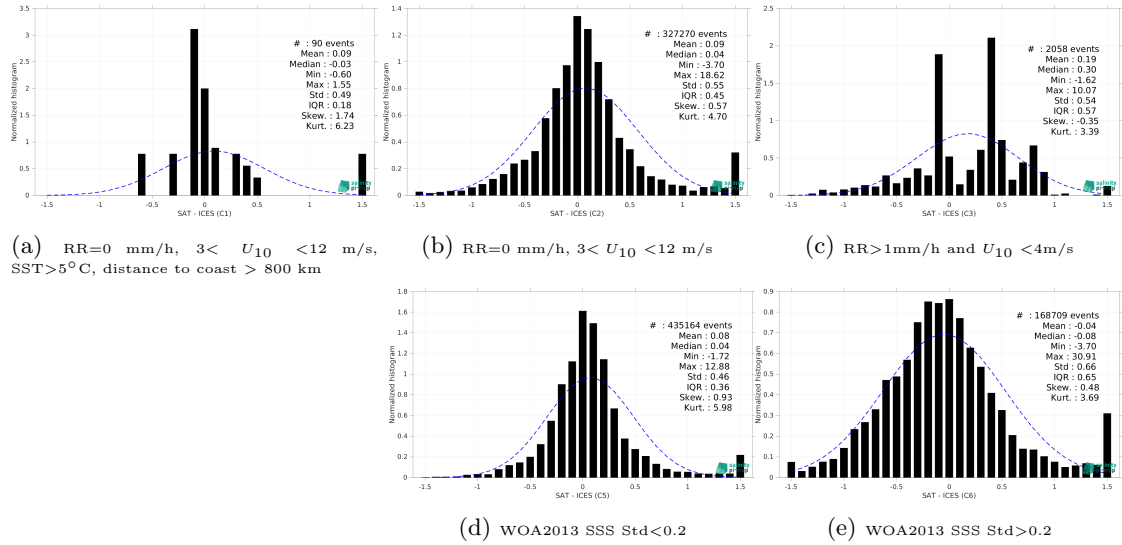 3.5
3
2.5
2
1.5
1
0.5
0
Normalized histogram
# : 90 events
Mean : 0.09
Median : -0.03
Min : -0.60
Max : 1.55
Std : 0.49
IQR : 0.18
Skew. : 1.74
Kurt. : 6.23
-1.5 -1 -0.5 0 0.5 1 1.5
SAT - ICES (C1)
(a) RR=0 mm/h, 3< U10 <12 m/s,
SST>5°C, distance to coast > 800 km
1.4
1.2
1
0.8
0.6
0.4
0.2
0
Normalized histogram
# : 327270 events
Mean : 0.09
Median : 0.04
Min : -3.70
Max : 18.62
Std : 0.55
IQR : 0.45
Skew. : 0.57
Kurt. : 4.70
salinity
-1.5 -1 -0.5 0 0.5 1 1.5
SAT - ICES (C2)
(b) RR=0 mm/h, 3< U10 <12 m/s
2.5
2
1.5
1
0.5
0
Normalized histogram
# : 2058 events
Mean : 0.19
Median : 0.30
Min : -1.62
Max : 10.07
Std : 0.54
IQR : 0.57
Skew. : -0.35
Kurt. : 3.39
salinity
-1.5 -1 -0.5 0 0.5 1 1.5
SAT - ICES (C3)
(c) RR>1mm/h and U10 <4m/s
1.8
1.6
1.4
1.2
1
0.8
0.6
0.4
0.2
0
Normalized histogram
# : 435164 events
Mean : 0.08
Median : 0.04
Min : -1.72
Max : 12.88
Std : 0.46
IQR : 0.36
Skew. : 0.93
Kurt. : 5.98
salinity
-1.5 -1 -0.5 0 0.5 1 1.5
SAT - ICES (C5)
(d) WOA2013 SSS Std<0.2
0.9
0.8
0.7
0.6
0.5
0.4
0.3
0.2
0.1
0
Normalized histogram
# : 168709 events
Mean : -0.04
Median : -0.08
Min : -3.70
Max : 30.91
Std : 0.66
IQR : 0.65
Skew. : 0.48
Kurt. : 3.69
salinity
-1.5 -1 -0.5 0 0.5 1 1.5
SAT - ICES (C6)
(e) WOA2013 SSS Std>0.2